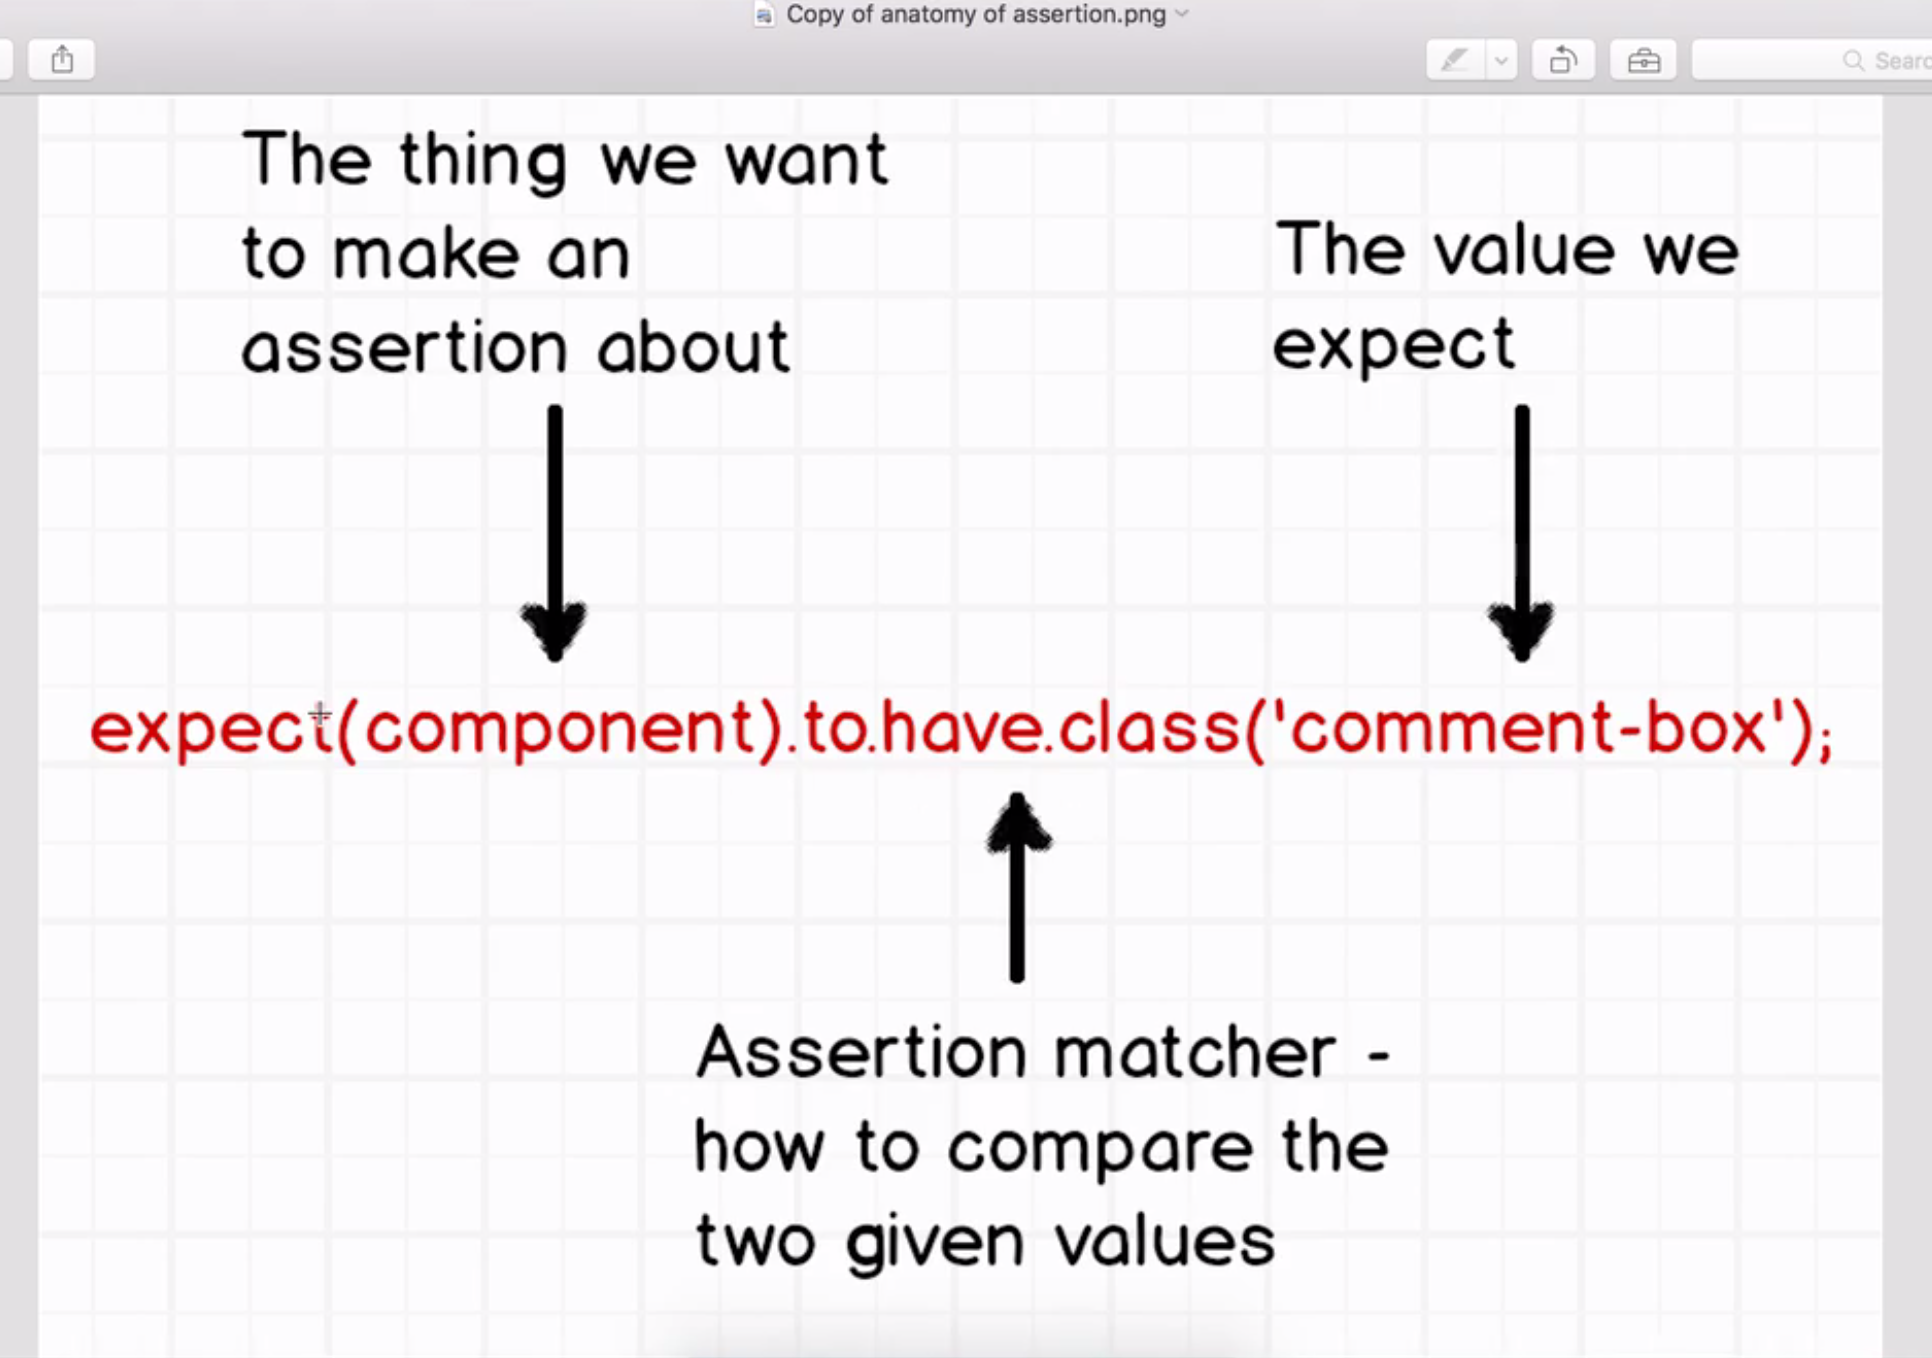 Copy of anatomy of assertion.png
Searc
The thing we want
to make an
assertion about
The value we
expect
expect(component).to.have.class('comment-box');
Assertion matcher -
how to compare the
two given values